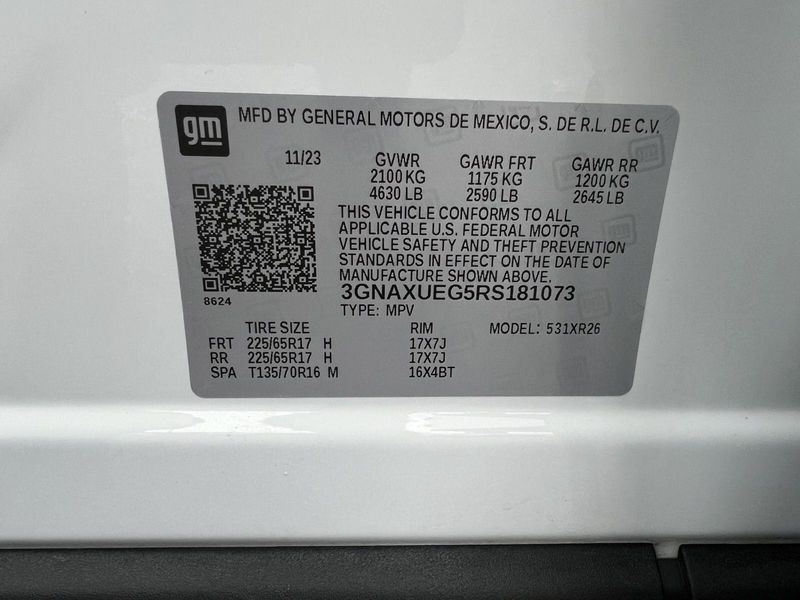 gm MFD BY GENERAL MOTORS DE MEXICO, S. DE R.L. DE C.V.
11/23 GVWR GAWR FRT GAWR RR
2100 KG 1175 KG 1200 KG
4630 LB 2590 LB 2645 LB
THIS VEHICLE CONFORMS TO ALL
APPLICABLE U.S. FEDERAL MOTOR
VEHICLE SAFETY AND THEFT PREVENTION
STANDARDS IN EFFECT ON THE DATE OF
MANUFACTURE SHOWN ABOVE.
8624 3GNAXUEG5RS181073
TYPE: MPV
TIRE SIZE RIM MODEL: 531XR26
FRT 225/65R17 H 17X7J
RR 225/65R17 H 17X7J
SPA T135/70R16 M 16X4BT